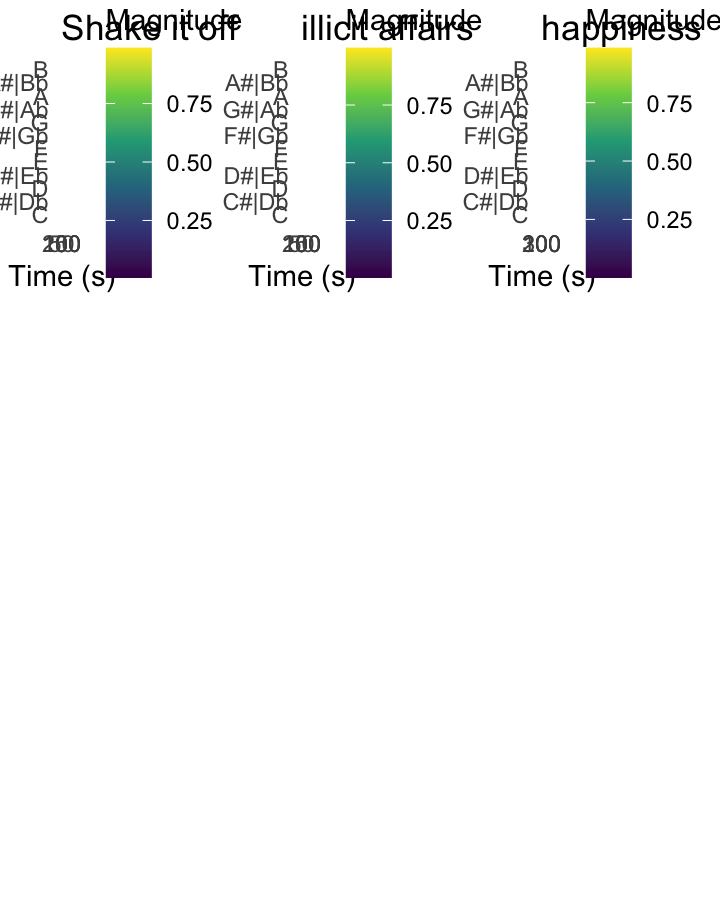 Magnitude Magnitude Magnitude
Shake it off illicit affairs happiness
B B B
#|Bb A#|Bb A#|Bb
A A A
0.75 0.75 0.75
#|Ab G#|Ab G#|Ab
G G G
#|Gb F#|Gb F#|Gb
E E E
0.50 0.50 0.50
F F F
#|Eb D#|Eb D#|Eb
D D D
#|Db C#|Db C#|Db
C C C
0.25 0.25 0.25
Time (s) Time (s) Time (s)